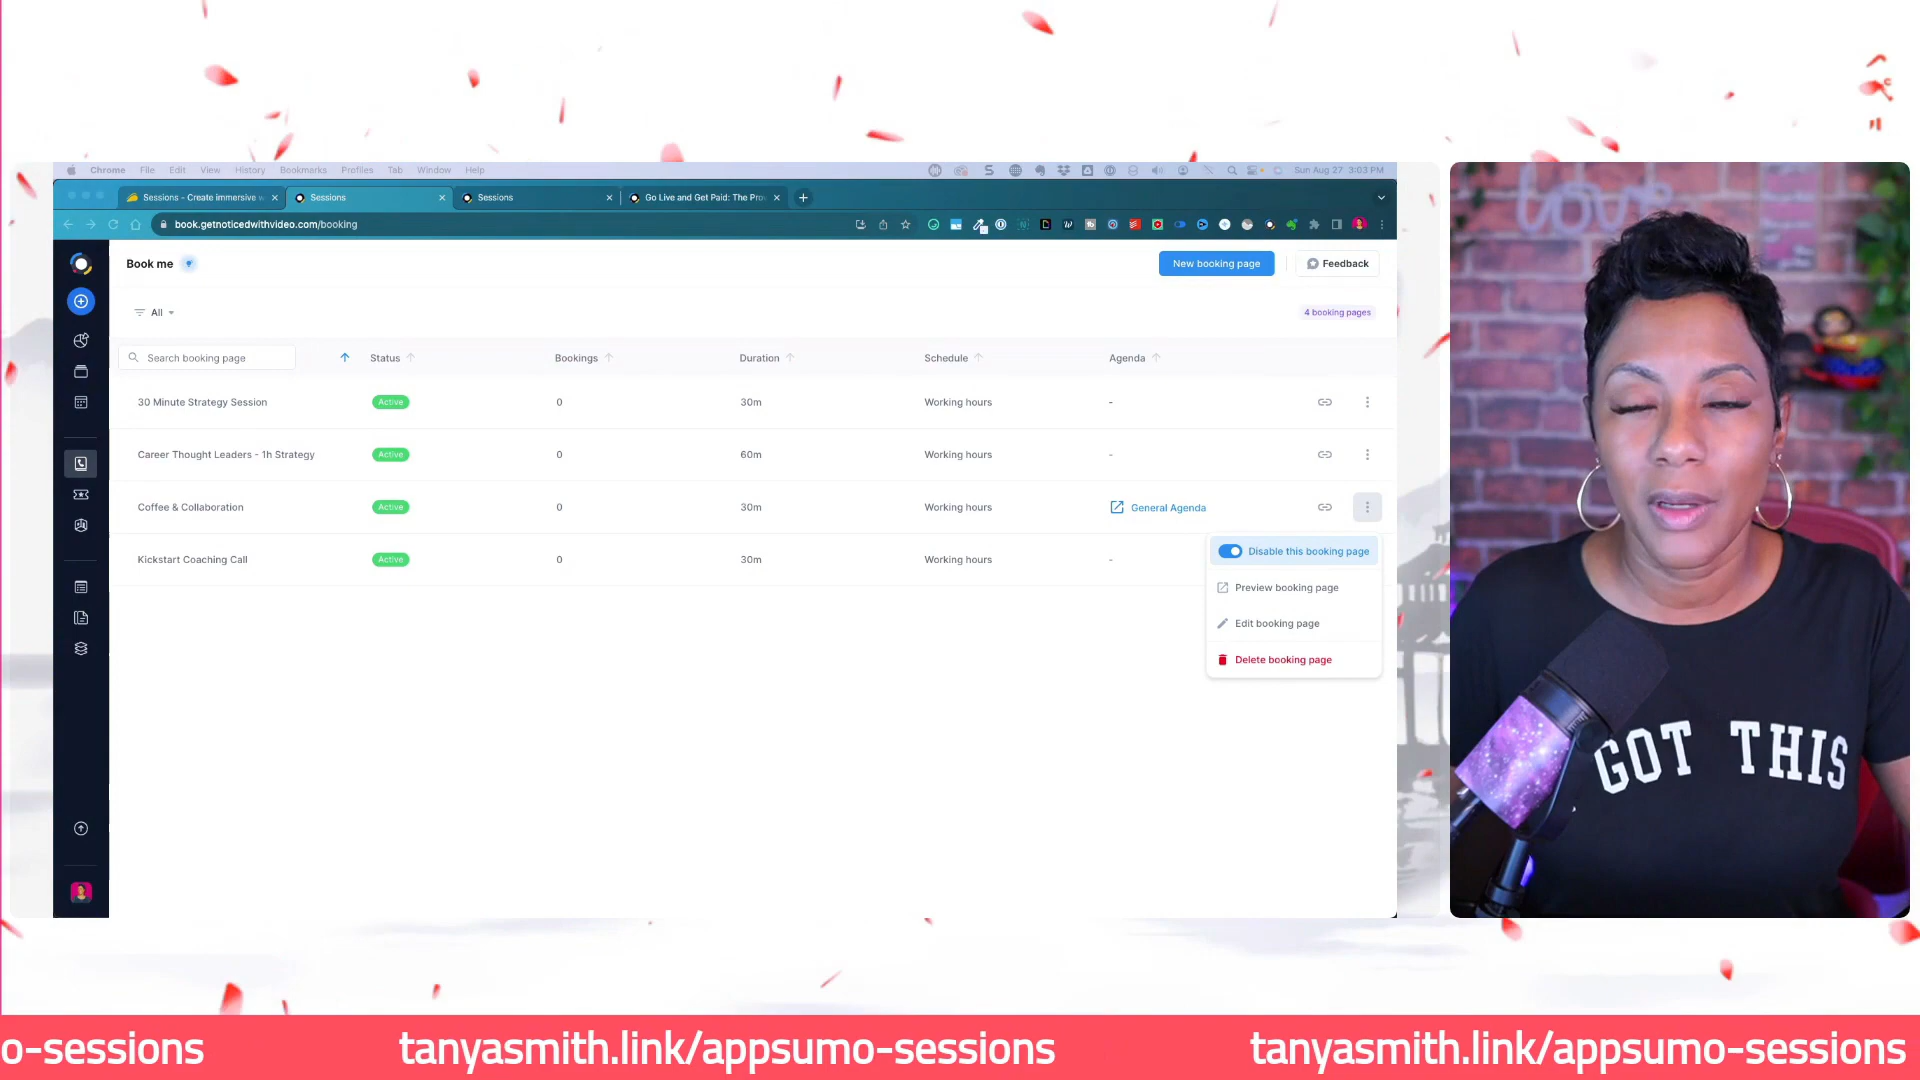 Chrome File Edit View History Bookmarks Profiles Tab Window Help
Sun Aug 27 3:03 PM
Sessions - Create immersive
Sessions
Sessions
Go Live and Get Paid: The Pro
book.getnoticedwithvideo.com/booking
Book me
New booking page
Feedback
All
4 booking pages
Search booking page
Status
Bookings
Duration
Schedule
Agenda
30 Minute Strategy Session Active 0 30m Working hours -
Career Thought Leaders - 1h Strategy Active 0 60m Working hours -
Coffee & Collaboration Active 0 30m Working hours General Agenda
Kickstart Coaching Call Active 0 30m Working hours -
Disable this booking page
Preview booking page
Edit booking page
Delete booking page
love
GOT THIS
o-sessions tanyasmith.link/appsumo-sessions tanyasmith.link/appsumo-sessions